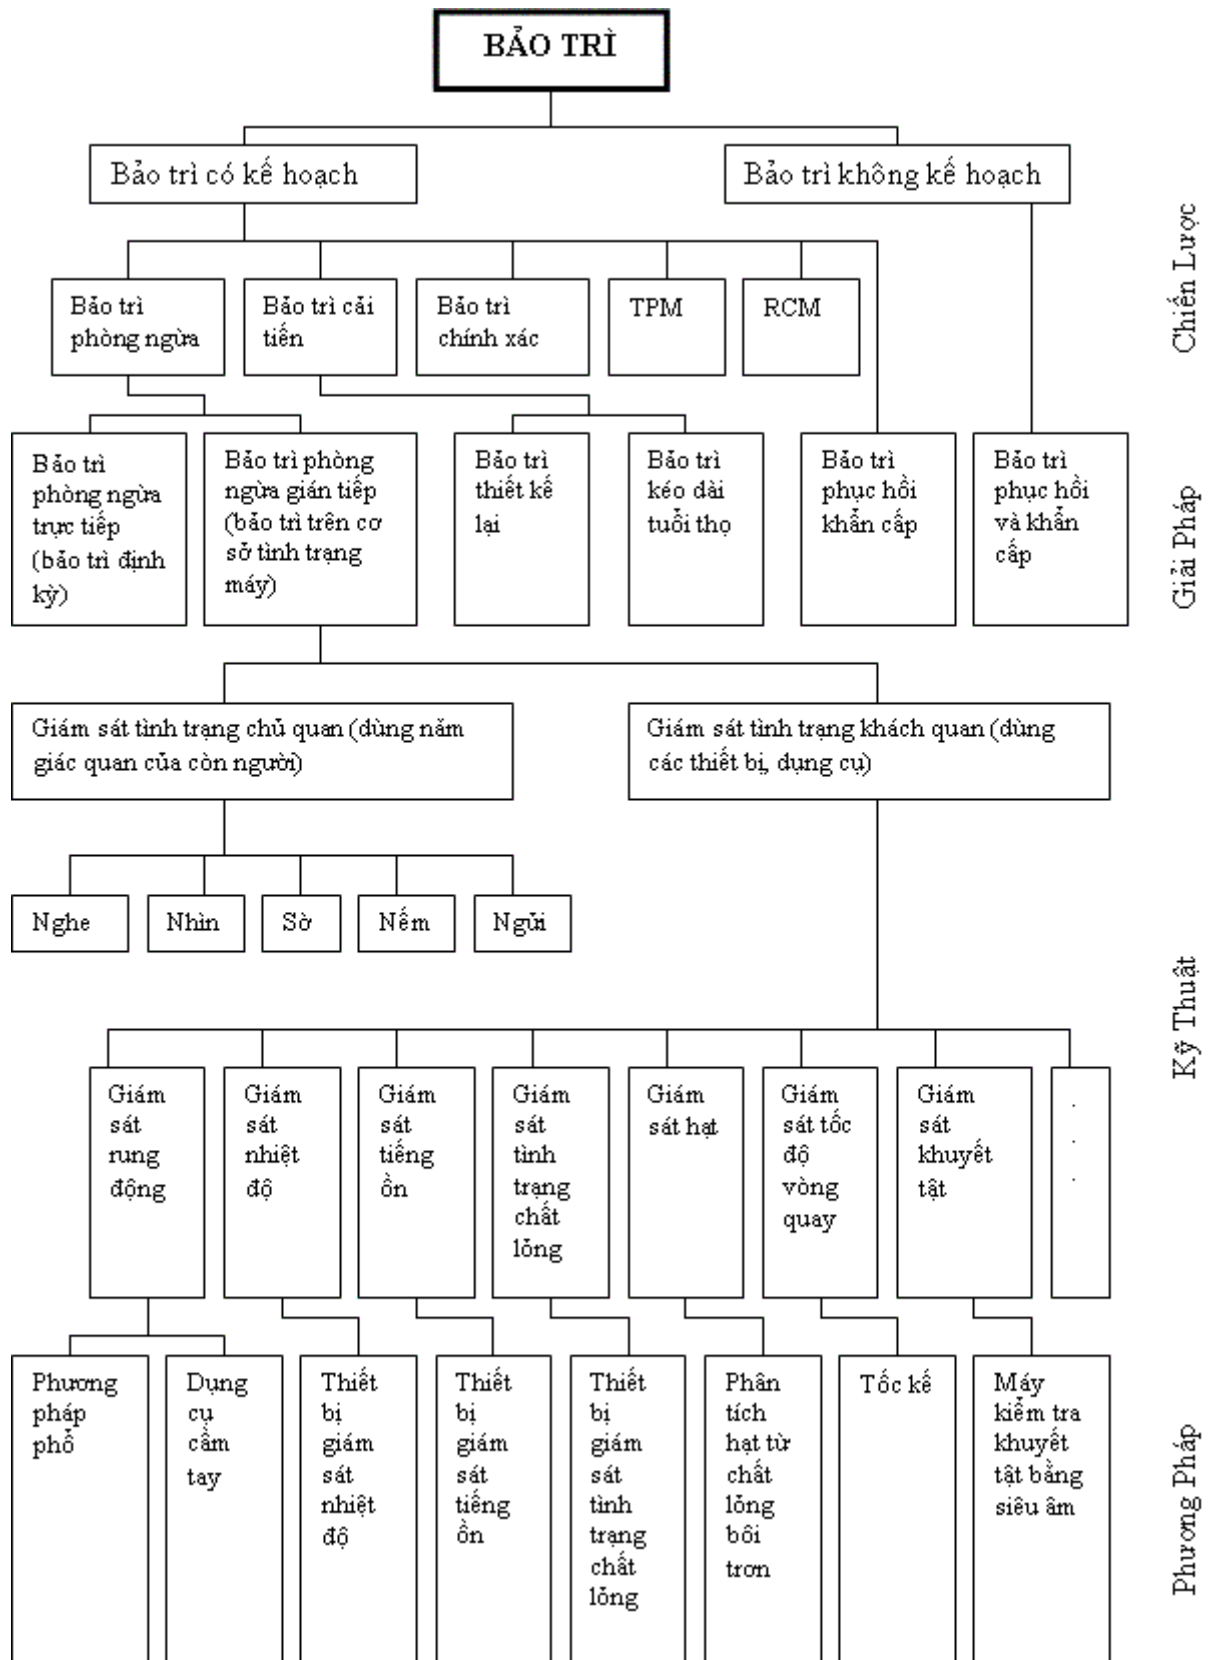 BẢO TRÌ
Bảo trì có kế hoạch
Bảo trì không kế hoạch
Chiến Lược
Bảo trì
phòng ngừa
Bảo trì cải
tiến
Bảo trì
chính xác
TPM
RCM
Bảo trì
phòng ngừa
trực tiếp
(bảo trì định
kỳ)
Bảo trì phòng
ngừa gián tiếp
(bảo trì trên cơ
sở tình trạng
máy)
Bảo trì
thiết kế
lại
Bảo trì
kéo dài
tuổi thọ
Bảo trì
phục hồi
khẩn cấp
Bảo trì
phục hồi
và khẩn
cấp
Giải Pháp
Giám sát tình trạng chủ quan (dùng năm
giác quan của còn người)
Giám sát tình trạng khách quan (dùng
các thiết bị, dụng cụ)
Nghe
Nhìn
Sờ
Nếm
Ngửi
Kỹ Thuật
Giám
sát
rung
động
Giám
sát
nhiệt
độ
Giám
sát
tiếng
ồn
Giám
sát
tình
trạng
chất
lỏng
Giám
sát hạt
Giám
sát tốc
độ
vòng
quay
Giám
sát
khuyết
tật
.
.
.
Phương
pháp
phổ
Dụng
cụ
cầm
tay
Thiết
bị
giám
sát
nhiệt
độ
Thiết
bị
giám
sát
tiếng
ồn
Thiết
bị
giám
sát
tình
trạng
chất
lỏng
Phân
tích
hạt từ
chất
lỏng
bôi
trơn
Tốc kế
Máy
kiểm tra
khuyết
tật bằng
siêu âm
Phương Pháp